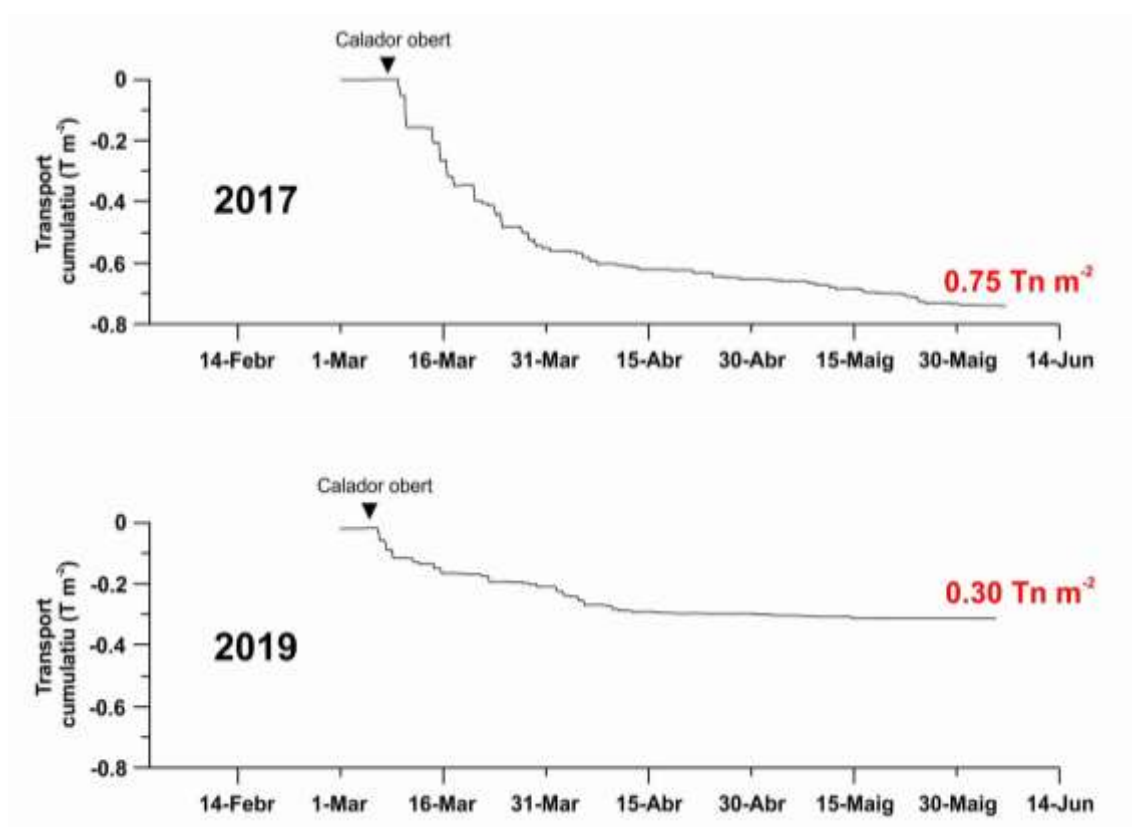 Calador obert
0
-0.2
-0.4
-0.6
-0.8
Transport
cumulatiu (T m⁻²)
2017
0.75 Tn m⁻²
14-Febr 1-Mar 16-Mar 31-Mar 15-Abr 30-Abr 15-Maig 30-Maig 14-Jun
Calador obert
0
-0.2
-0.4
-0.6
-0.8
Transport
cumulatiu (T m⁻²)
2019
0.30 Tn m⁻²
14-Febr 1-Mar 16-Mar 31-Mar 15-Abr 30-Abr 15-Maig 30-Maig 14-Jun